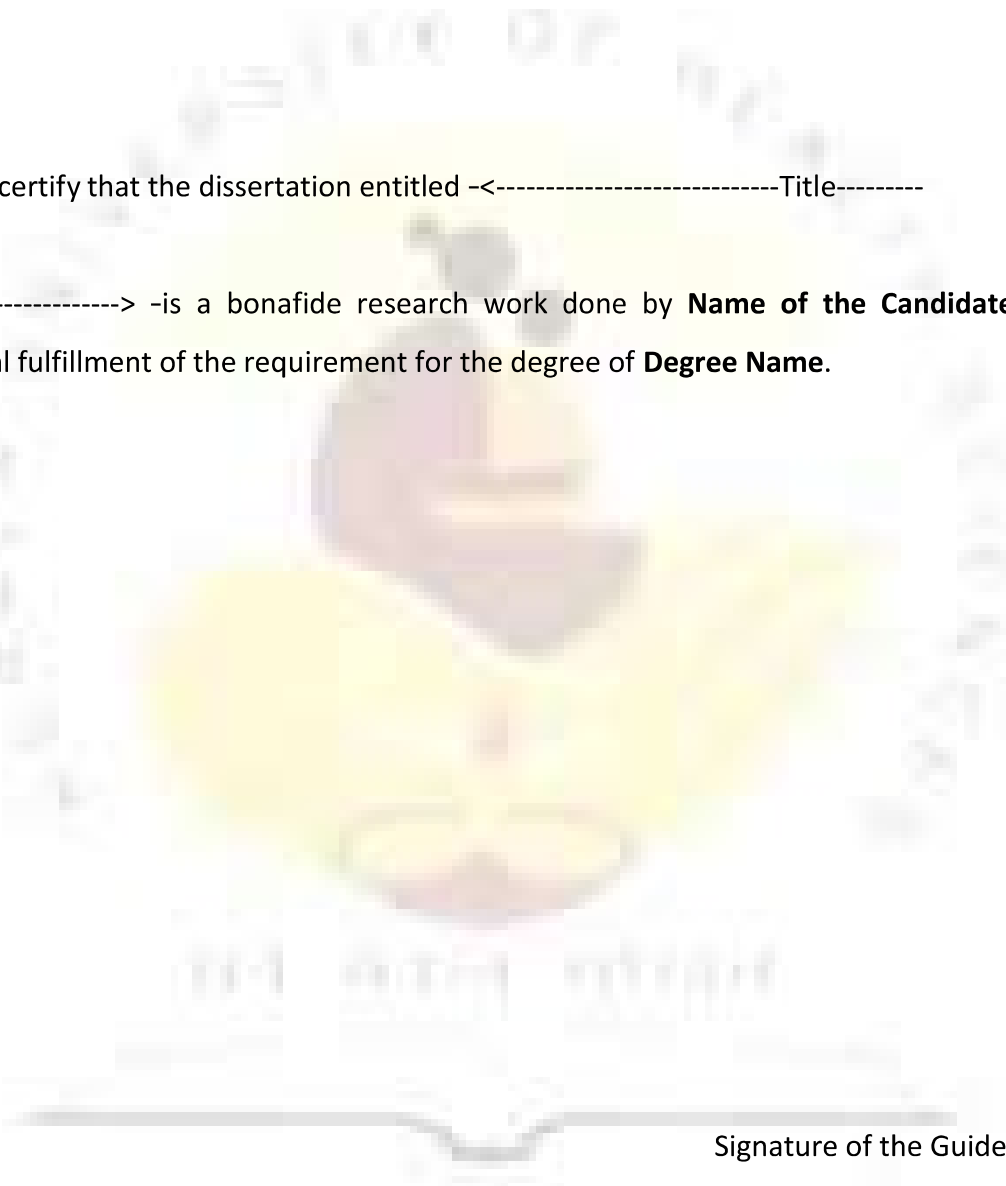 certify that the dissertation entitled -<----------------------------Title---------
------------> -is a bonafide research work done by Name of the Candidate
l fulfillment of the requirement for the degree of Degree Name.
Signature of the Guide